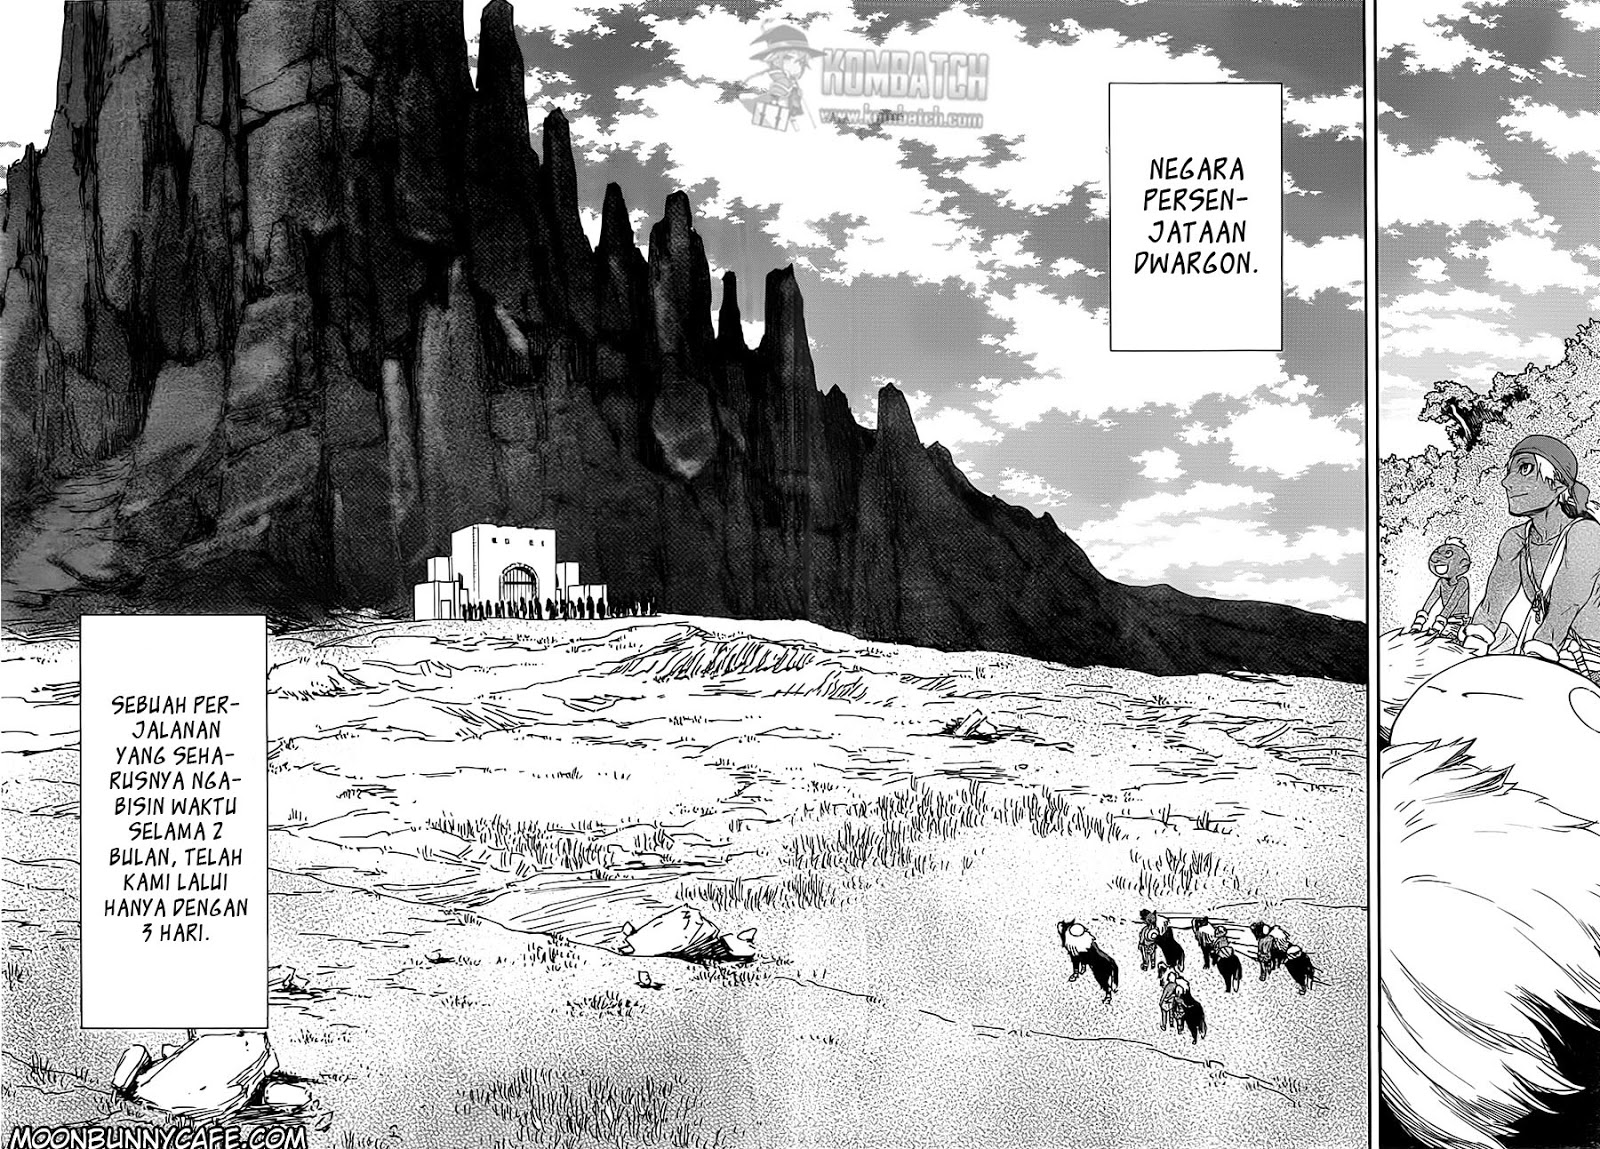 KOMBATCH
www.kombatch.com
NEGARA
PERSEN-
JATAAN
DWARGON.
SEBUAH PER-
JALANAN
YANG SEHA-
RUSNYA NGA-
BISIN WAKTU
SELAMA 2
BULAN, TELAH
KAMI LALUI
HANYA DENGAN
3 HARI.
MOONBUNNYCAFE.COM